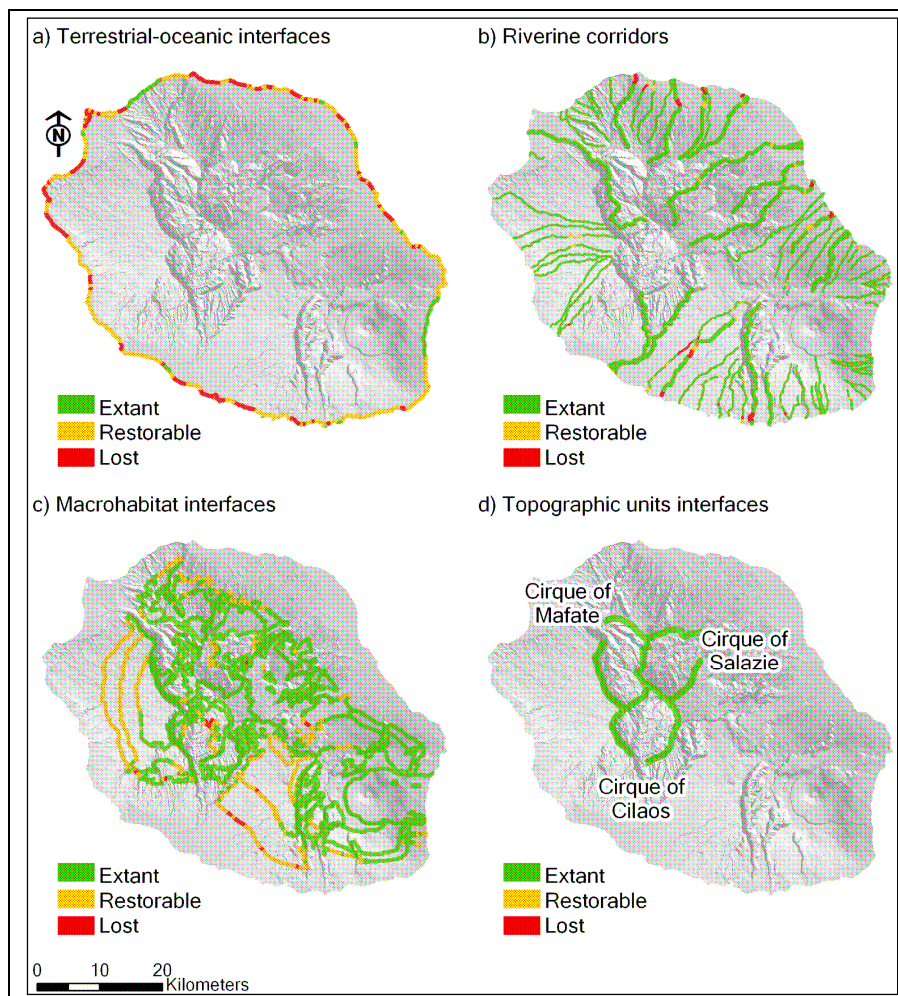 a) Terrestrial-oceanic interfaces
N
Extant
Restorable
Lost
b) Riverine corridors
Extant
Restorable
Lost
c) Macrohabitat interfaces
Extant
Restorable
Lost
0 10 20
Kilometers
d) Topographic units interfaces
Cirque of
Mafate
Cirque of
Salazie
Cirque of
Cilaos
Extant
Restorable
Lost